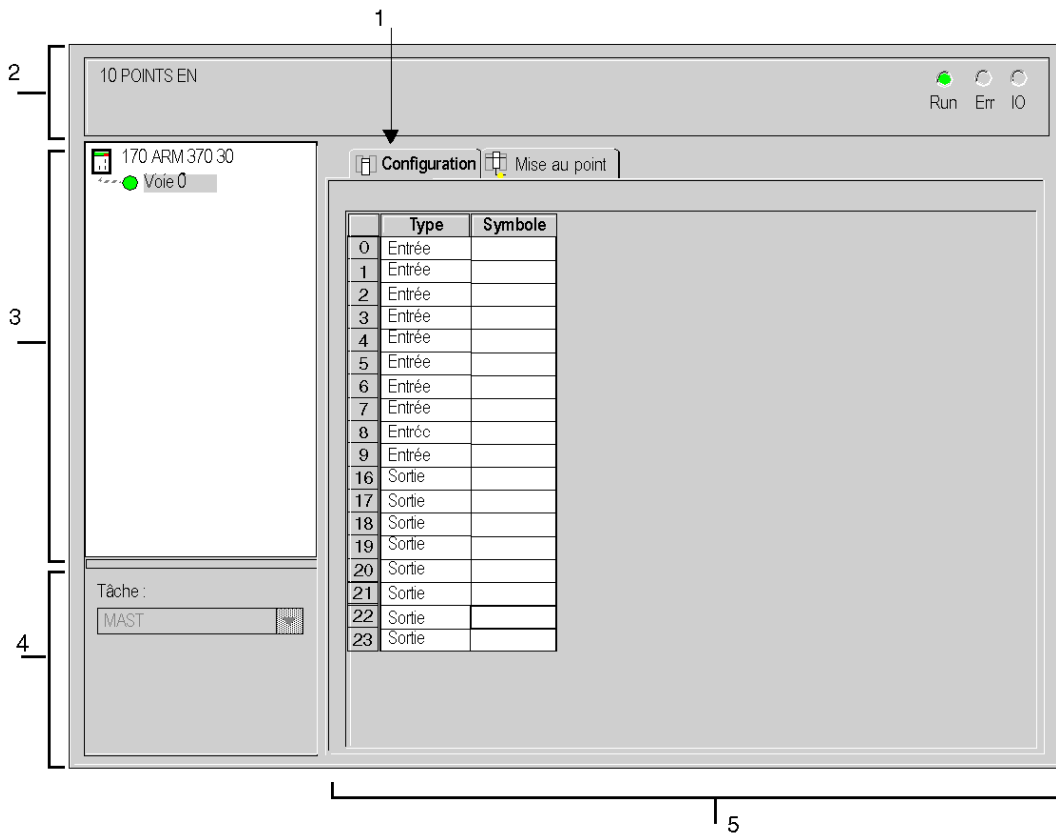 1
2
10 POINTS EN
Run Err IO
3
170 ARM 370 30
Voie 0
Configuration Mise au point
Type Symbole
0 Entrée
1 Entrée
2 Entrée
3 Entrée
4 Entrée
5 Entrée
6 Entrée
7 Entrée
8 Entrée
9 Entrée
16 Sortie
17 Sortie
18 Sortie
19 Sortie
20 Sortie
21 Sortie
22 Sortie
23 Sortie
4
Tâche :
MAST
5